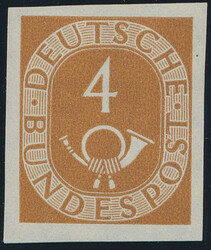 DEUTSCHE · BUNDESPOST ·
4